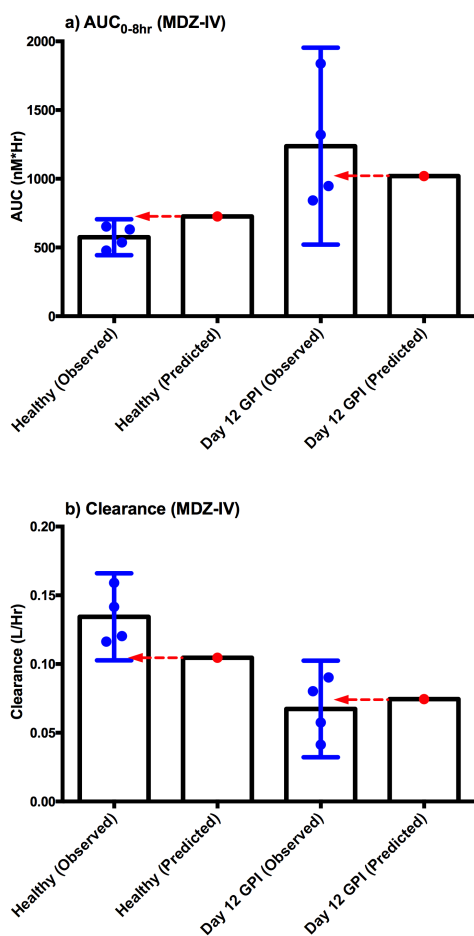 a) AUC0-8hr (MDZ-IV)
2000
1500
1000
500
0
AUC (nM*Hr)
Healthy (Observed)
Healthy (Predicted)
Day 12 GPI (Observed)
Day 12 GPI (Predicted)
b) Clearance (MDZ-IV)
0.20
0.15
0.10
0.05
0.00
Clearance (L/Hr)
Healthy (Observed)
Healthy (Predicted)
Day 12 GPI (Observed)
Day 12 GPI (Predicted)